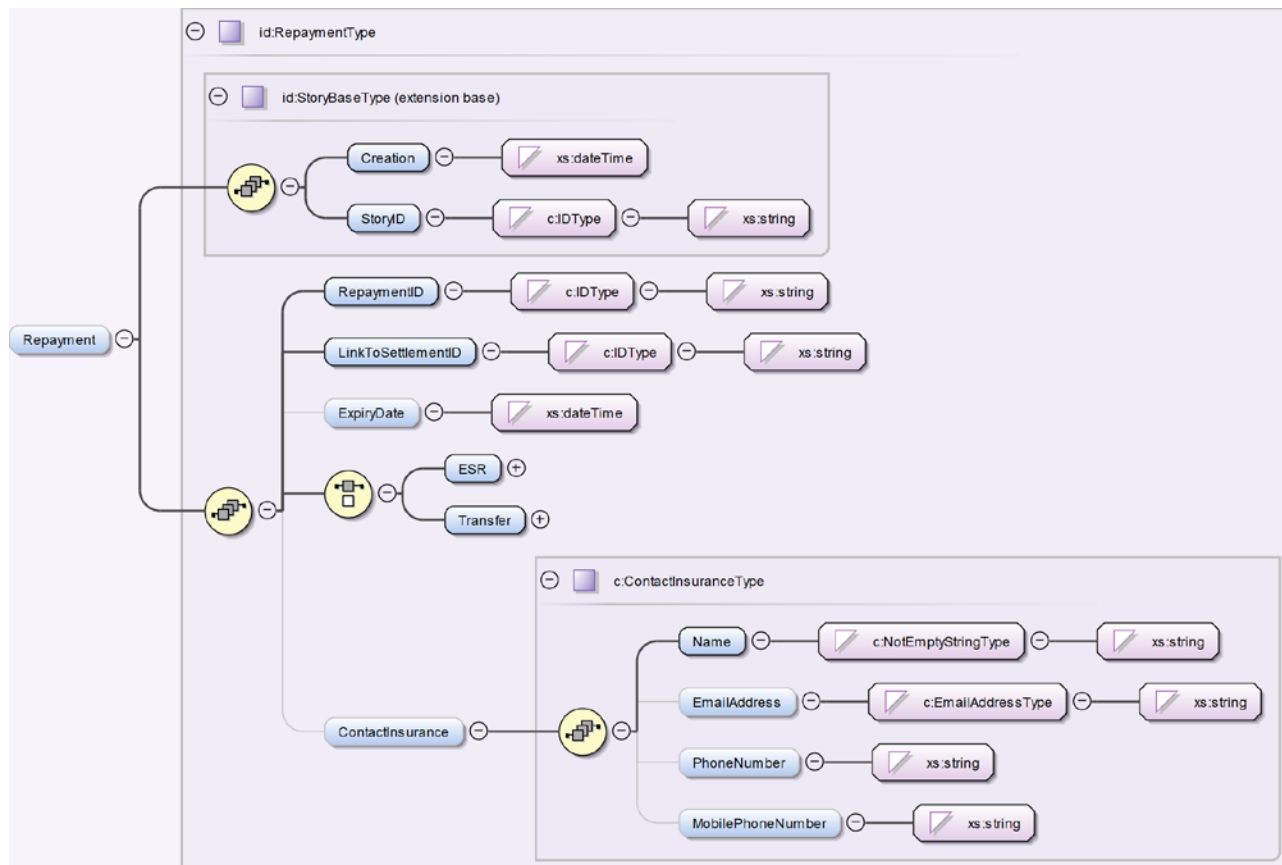 id:RepaymentType
id:StoryBaseType (extension base)
Creation xs:dateTime
StoryID c:IDType xs:string
RepaymentID c:IDType xs:string
Repayment
LinkToSettlementID c:IDType xs:string
ExpiryDate xs:dateTime
ESR
Transfer
c:ContactInsuranceType
Name c:NotEmptyStringType xs:string
EmailAddress c:EmailAddressType xs:string
ContactInsurance
PhoneNumber xs:string
MobilePhoneNumber xs:string